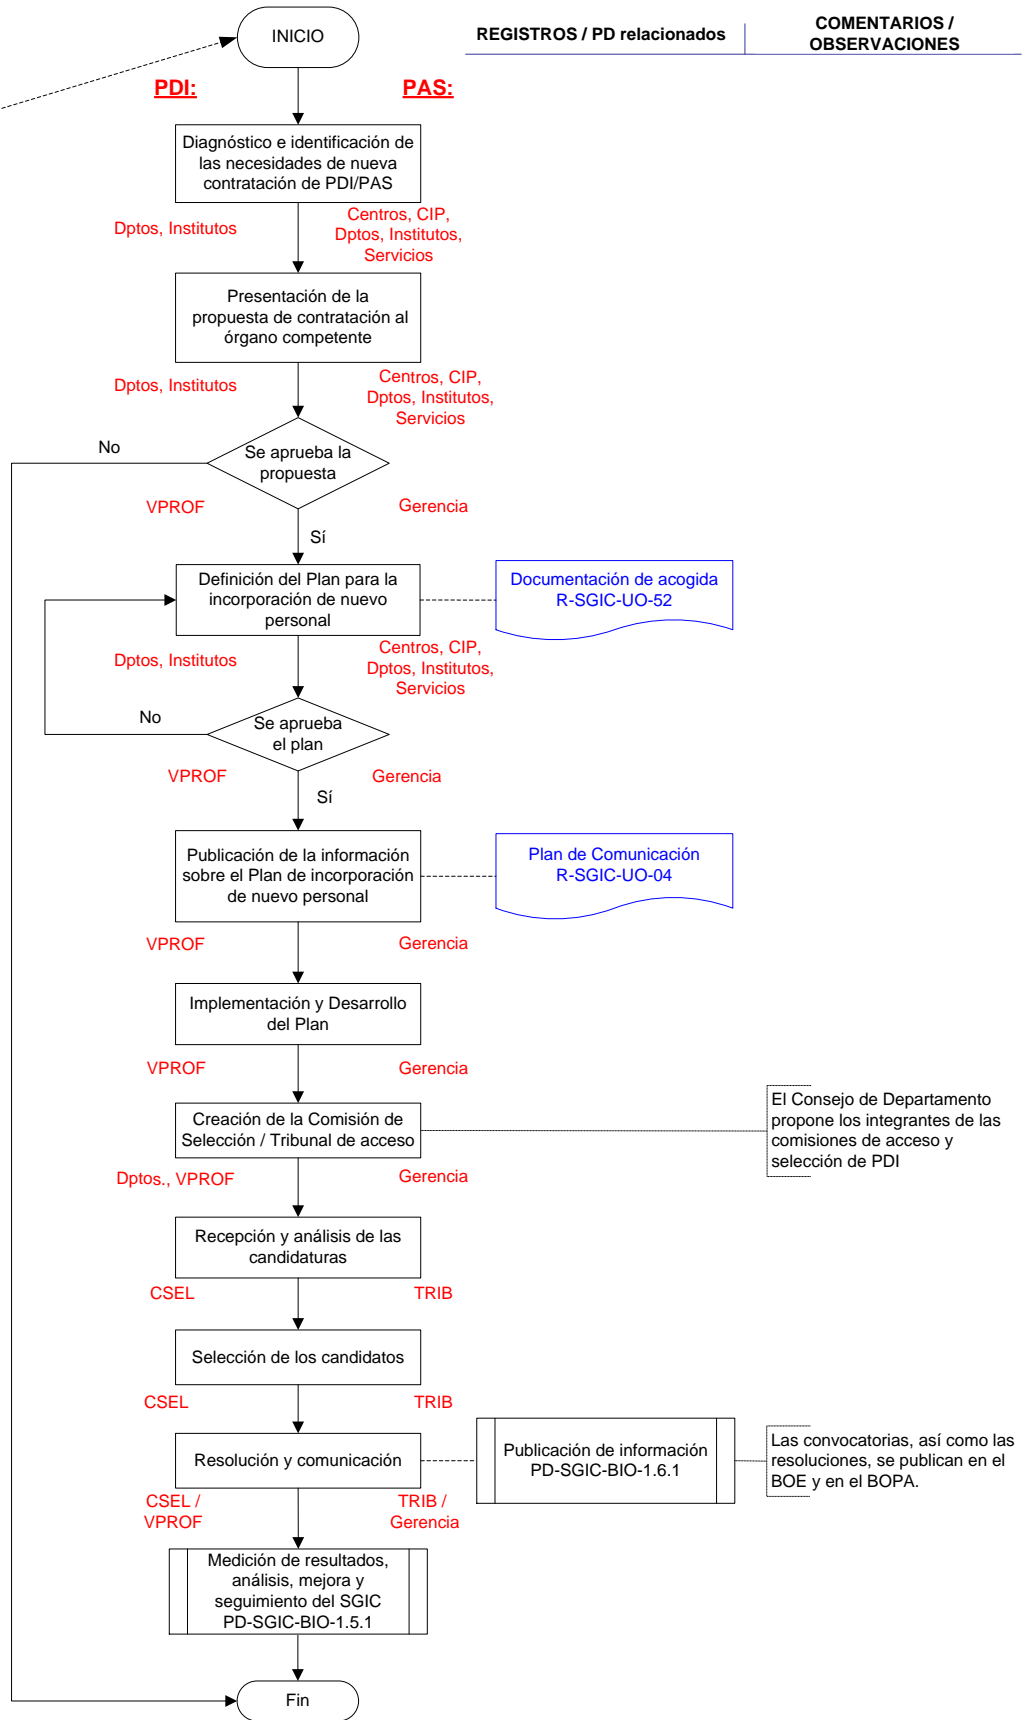 INICIO
REGISTROS / PD relacionados
COMENTARIOS /
OBSERVACIONES
PDI:
PAS:
Diagnóstico e identificación de
las necesidades de nueva
contratación de PDI/PAS
Dptos, Institutos
Centros, CIP,
Dptos, Institutos,
Servicios
Presentación de la
propuesta de contratación al
órgano competente
Dptos, Institutos
Centros, CIP,
Dptos, Institutos,
Servicios
No
Se aprueba la
propuesta
VPROF
Gerencia
Sí
Definición del Plan para la
incorporación de nuevo
personal
Documentación de acogida
R-SGIC-UO-52
Dptos, Institutos
Centros, CIP,
Dptos, Institutos,
Servicios
No
Se aprueba
el plan
VPROF
Gerencia
Sí
Publicación de la información
sobre el Plan de incorporación
de nuevo personal
Plan de Comunicación
R-SGIC-UO-04
VPROF
Gerencia
Implementación y Desarrollo
del Plan
VPROF
Gerencia
Creación de la Comisión de
Selección / Tribunal de acceso
El Consejo de Departamento
propone los integrantes de las
comisiones de acceso y
selección de PDI
Dptos., VPROF
Gerencia
Recepción y análisis de las
candidaturas
CSEL
TRIB
Selección de los candidatos
CSEL
TRIB
Resolución y comunicación
Publicación de información
PD-SGIC-BIO-1.6.1
Las convocatorias, así como las
resoluciones, se publican en el
BOE y en el BOPA.
CSEL /
VPROF
TRIB /
Gerencia
Medición de resultados,
análisis, mejora y
seguimiento del SGIC
PD-SGIC-BIO-1.5.1
Fin